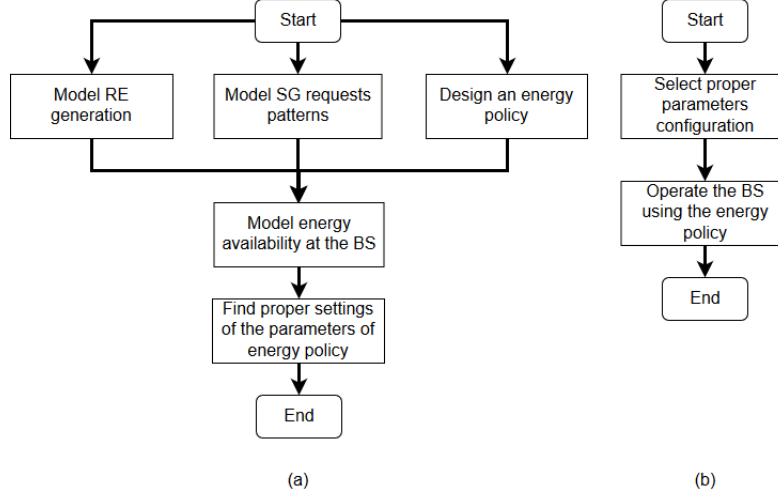 Start
Model RE
generation
Model SG requests
patterns
Design an energy
policy
Model energy
availability at the BS
Find proper settings
of the parameters of
energy policy
End
(a)
Start
Select proper
parameters
configuration
Operate the BS
using the energy
policy
End
(b)